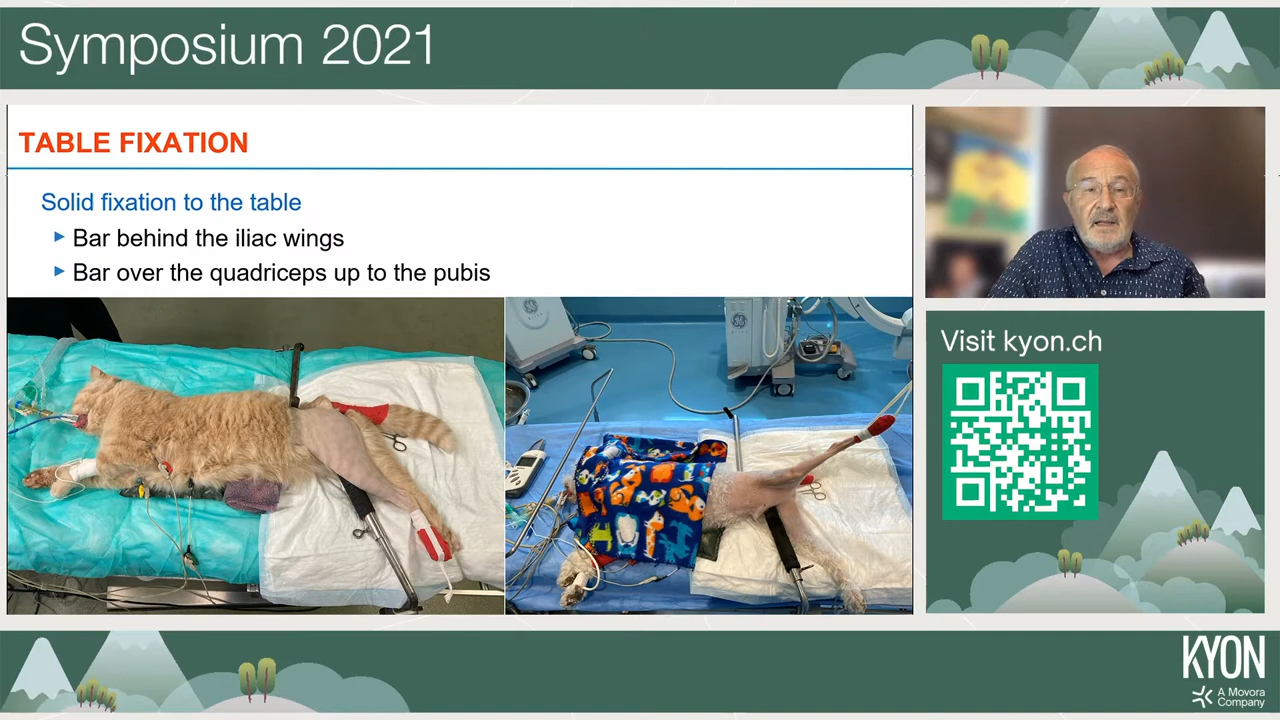 Symposium 2021
TABLE FIXATION
Solid fixation to the table
Bar behind the iliac wings
Bar over the quadriceps up to the pubis
Visit kyon.ch
KYON
A Movora
Company